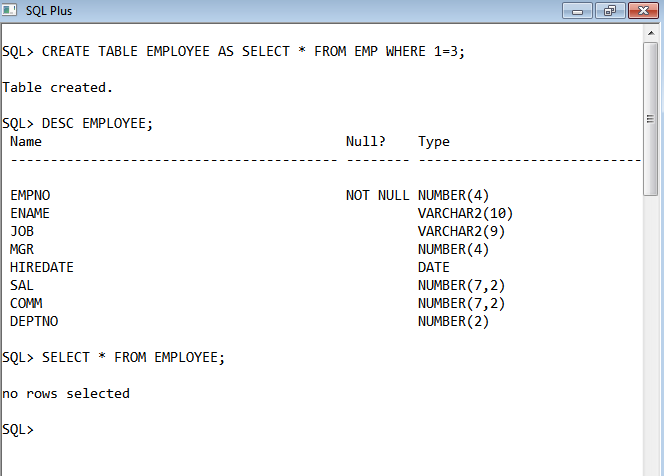 SQL Plus
SQL> CREATE TABLE EMPLOYEE AS SELECT * FROM EMP WHERE 1=3;
Table created.
SQL> DESC EMPLOYEE;
Name                                      Null?    Type
----------------------------------------- -------- ----------------------------
EMPNO                                     NOT NULL NUMBER(4)
ENAME                                              VARCHAR2(10)
JOB                                                VARCHAR2(9)
MGR                                                NUMBER(4)
HIREDATE                                           DATE
SAL                                                NUMBER(7,2)
COMM                                               NUMBER(7,2)
DEPTNO                                             NUMBER(2)
SQL> SELECT * FROM EMPLOYEE;
no rows selected
SQL>